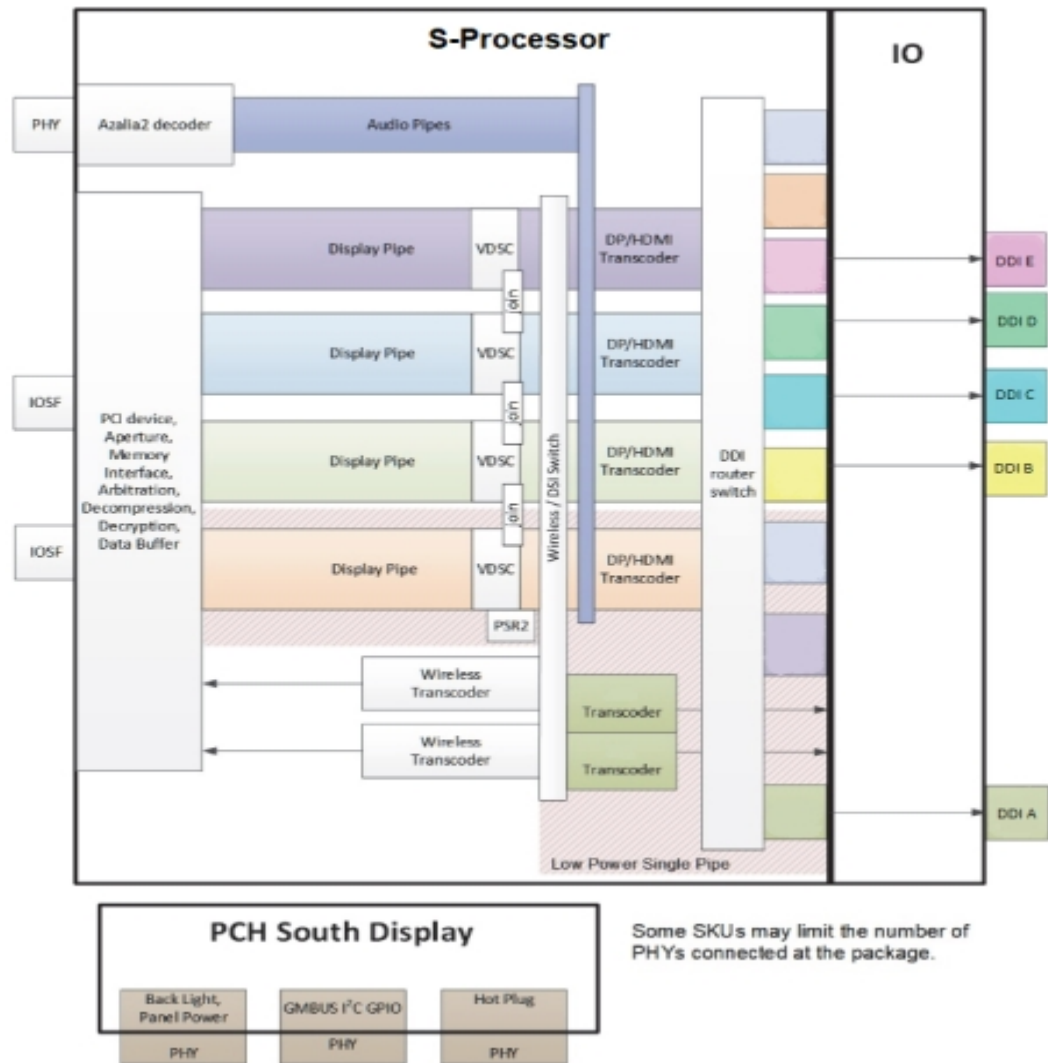 S-Processor
IO
PHY
Azalia2 decoder
Audio Pipes
Display Pipe
VDSC
DP/HDMI
Transcoder
DDI E
Join
Display Pipe
VDSC
DP/HDMI
Transcoder
DDI D
IOSF
Join
DDI C
PCI device,
Aperture,
Memory
Interface,
Arbitration,
Decompression,
Decryption,
Data Buffer
Display Pipe
VDSC
Wireless / DSI Switch
DP/HDMI
Transcoder
DDI
router
switch
DDI B
Join
IOSF
Display Pipe
VDSC
DP/HDMI
Transcoder
PSR2
Wireless
Transcoder
Transcoder
Wireless
Transcoder
Transcoder
DDI A
Low Power Single Pipe
PCH South Display
Some SKUs may limit the number of
PHYs connected at the package.
Back Light,
Panel Power
PHY
GMBUS I²C GPIO
PHY
Hot Plug
PHY